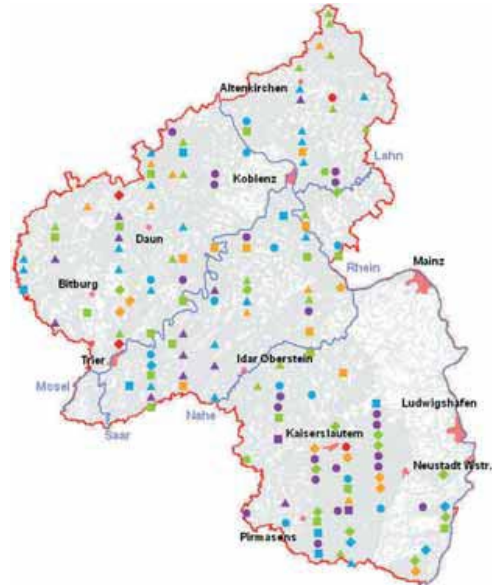 Altenkirchen
Lahn
Koblenz
Daun
Rhein
Mainz
Bitburg
Trier
Idar Oberstein
Mosel
Nahe
Ludwigshafen
Saar
Kaiserslautern
Neustadt Wstr.
Pirmasens